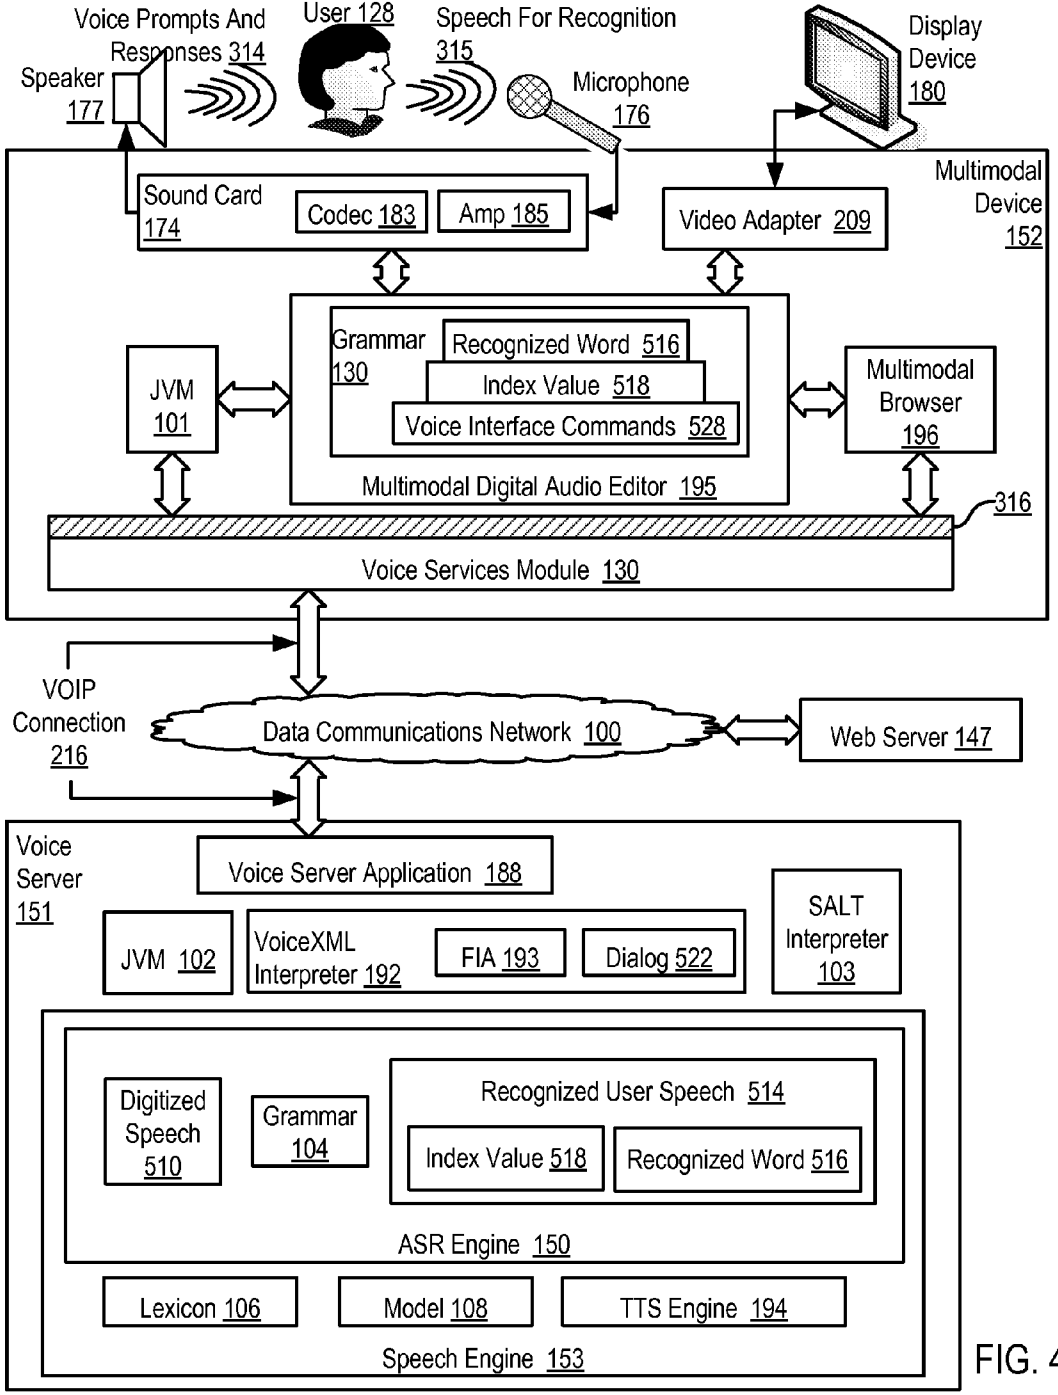 Voice Prompts And
Responses 314
User 128
Speech For Recognition
315
Speaker
177
Microphone
176
Display
Device
180
Multimodal
Device
152
Sound Card
174
Codec 183
Amp 185
Video Adapter 209
Grammar
130
Recognized Word 516
Index Value 518
Voice Interface Commands 528
Multimodal Digital Audio Editor 195
JVM
101
Multimodal
Browser
196
316
Voice Services Module 130
VOIP
Connection
216
Data Communications Network 100
Web Server 147
Voice
Server
151
Voice Server Application 188
JVM 102
VoiceXML
Interpreter 192
FIA 193
Dialog 522
SALT
Interpreter
103
Digitized
Speech
510
Grammar
104
Recognized User Speech 514
Index Value 518
Recognized Word 516
ASR Engine 150
Lexicon 106
Model 108
TTS Engine 194
Speech Engine 153
FIG. 4